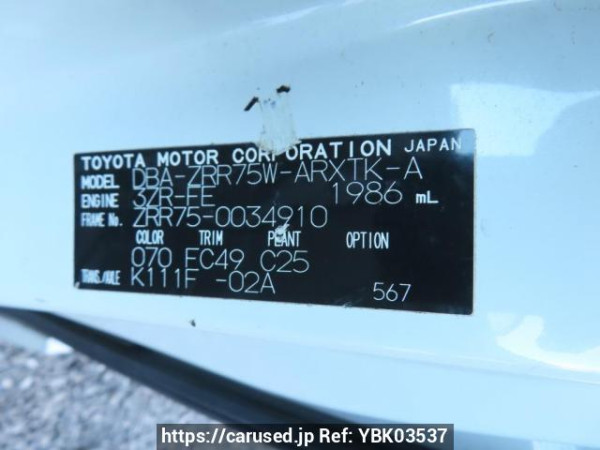 TOYOTA MOTOR CORPORATION JAPAN
MODEL DBA-ZRR75W-ARXTK-A
ENGINE 3ZR-FE 1986 mL
FRAME No. ZRR75-0034910
COLOR TRIM PLANT OPTION
070 FC49 C25
TRANS./AXLE K111F -02A
567
https://carused.jp Ref: YBK03537